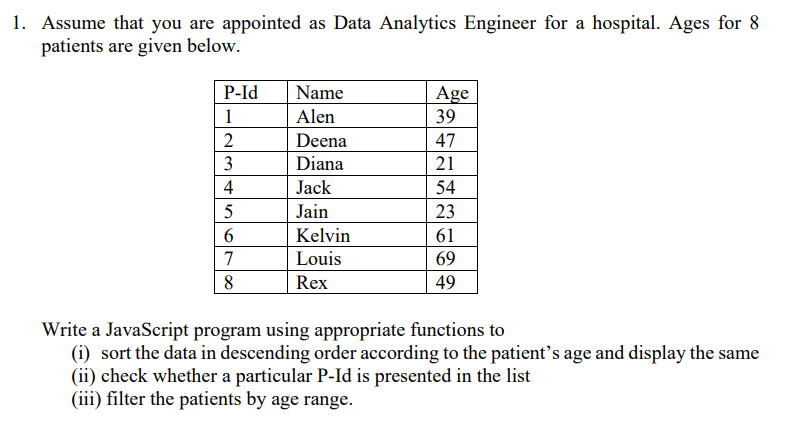 1. Assume that you are appointed as Data Analytics Engineer for a hospital. Ages for 8
patients are given below.
P-Id Name Age
1 Alen 39
2 Deena 47
3 Diana 21
4 Jack 54
5 Jain 23
6 Kelvin 61
7 Louis 69
8 Rex 49
Write a JavaScript program using appropriate functions to
(i) sort the data in descending order according to the patient’s age and display the same
(ii) check whether a particular P-Id is presented in the list
(iii) filter the patients by age range.